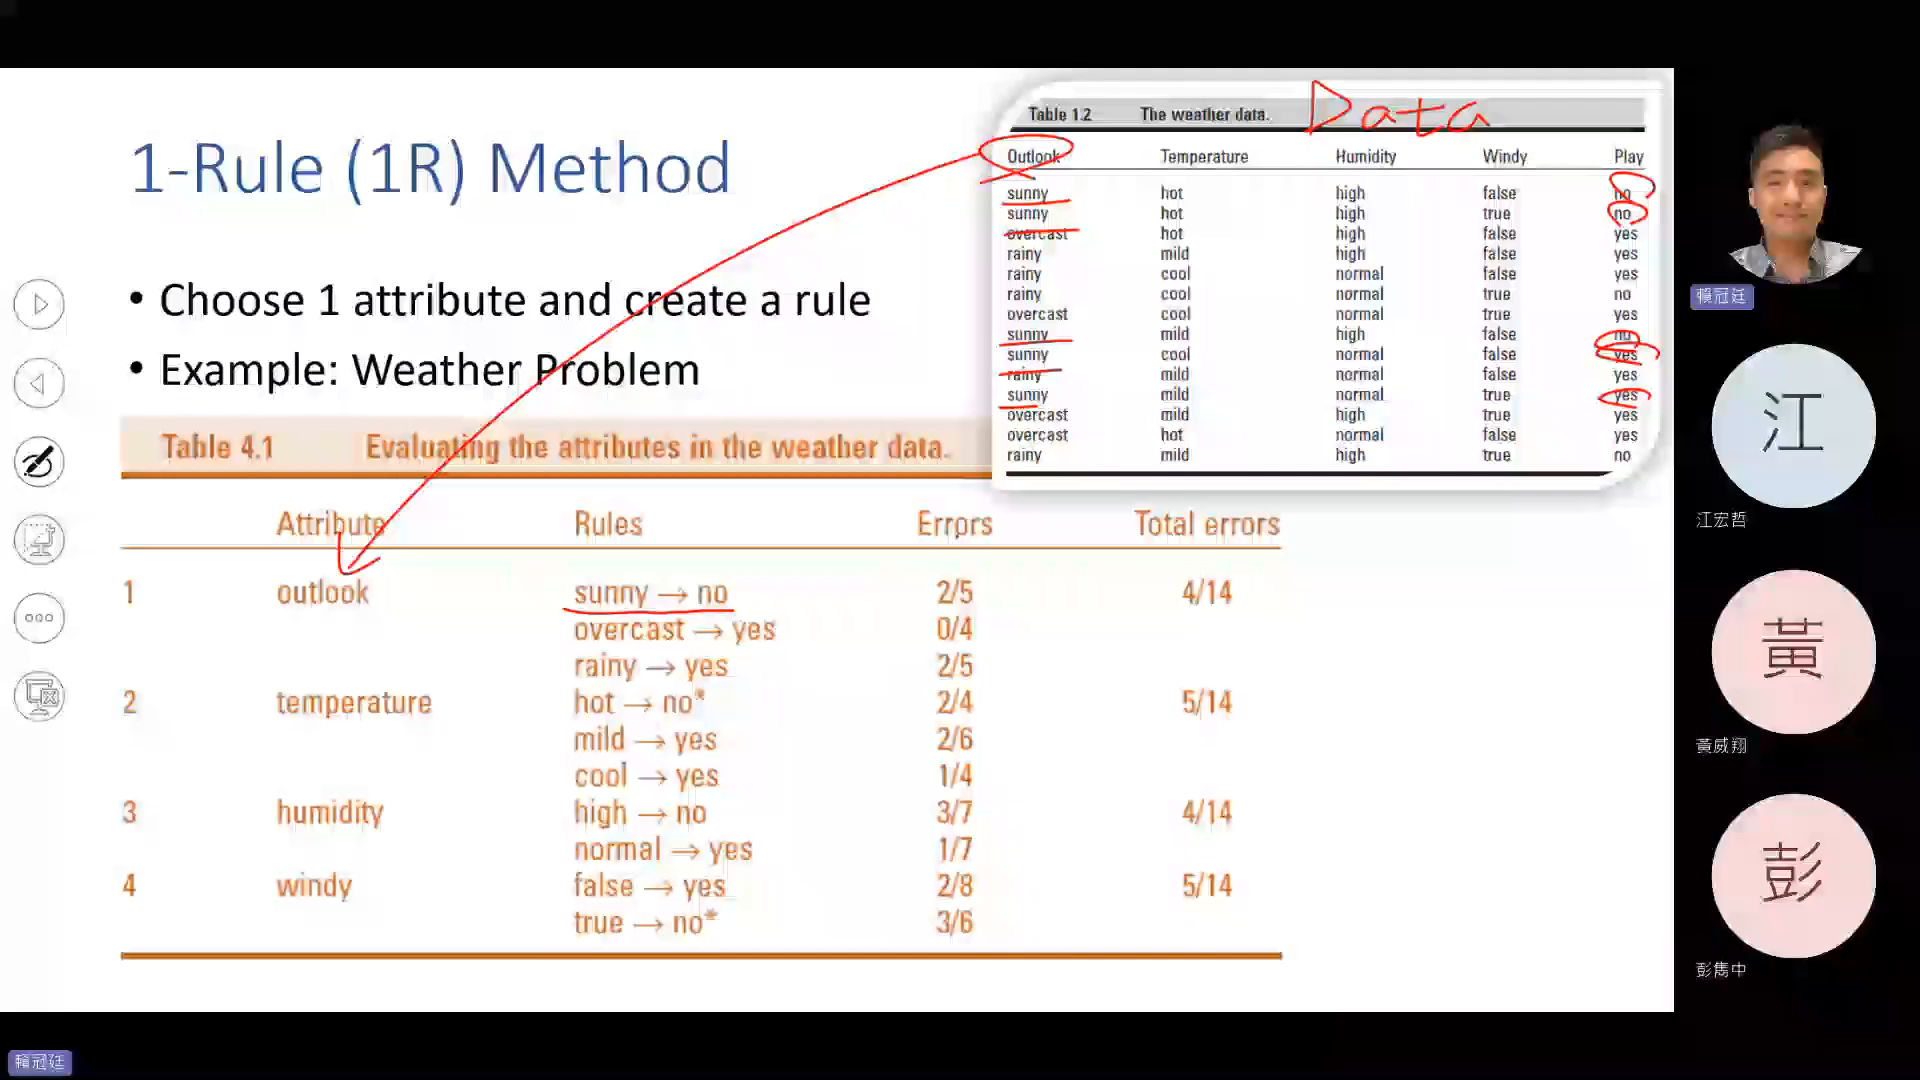 1-Rule (1R) Method
• Choose 1 attribute and create a rule
• Example: Weather Problem
Table 1.2 The weather data. Data
Outlook Temperature Humidity Windy Play
sunny hot high false no
sunny hot high true no
overcast hot high false yes
rainy mild high false yes
rainy cool normal false yes
rainy cool normal true no
overcast cool normal true yes
sunny mild high false no
sunny cool normal false yes
rainy mild normal false yes
sunny mild normal true yes
overcast mild high true yes
overcast hot normal false yes
rainy mild high true no
Table 4.1 Evaluating the attributes in the weather data.
Attribute Rules Errors Total errors
1 outlook sunny → no 2/5 4/14
overcast → yes 0/4
rainy → yes 2/5
2 temperature hot → no* 2/4 5/14
mild → yes 2/6
cool → yes 1/4
3 humidity high → no 3/7 4/14
normal → yes 1/7
4 windy false → yes 2/8 5/14
true → no* 3/6
賴冠廷
江
江宏哲
黃
黃威翔
彭
彭雋中
賴冠廷